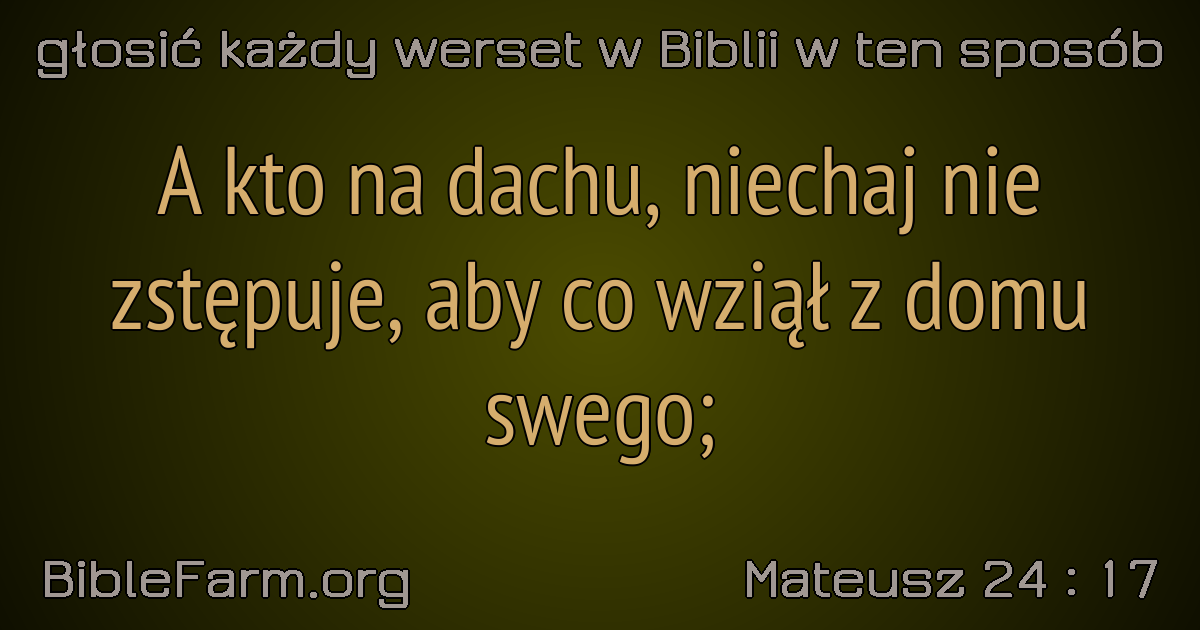 głosić każdy werset w Biblii w ten sposób
A kto na dachu, niechaj nie
zstępuje, aby co wziął z domu
swego;
BibleFarm.org
Mateusz 24 : 17